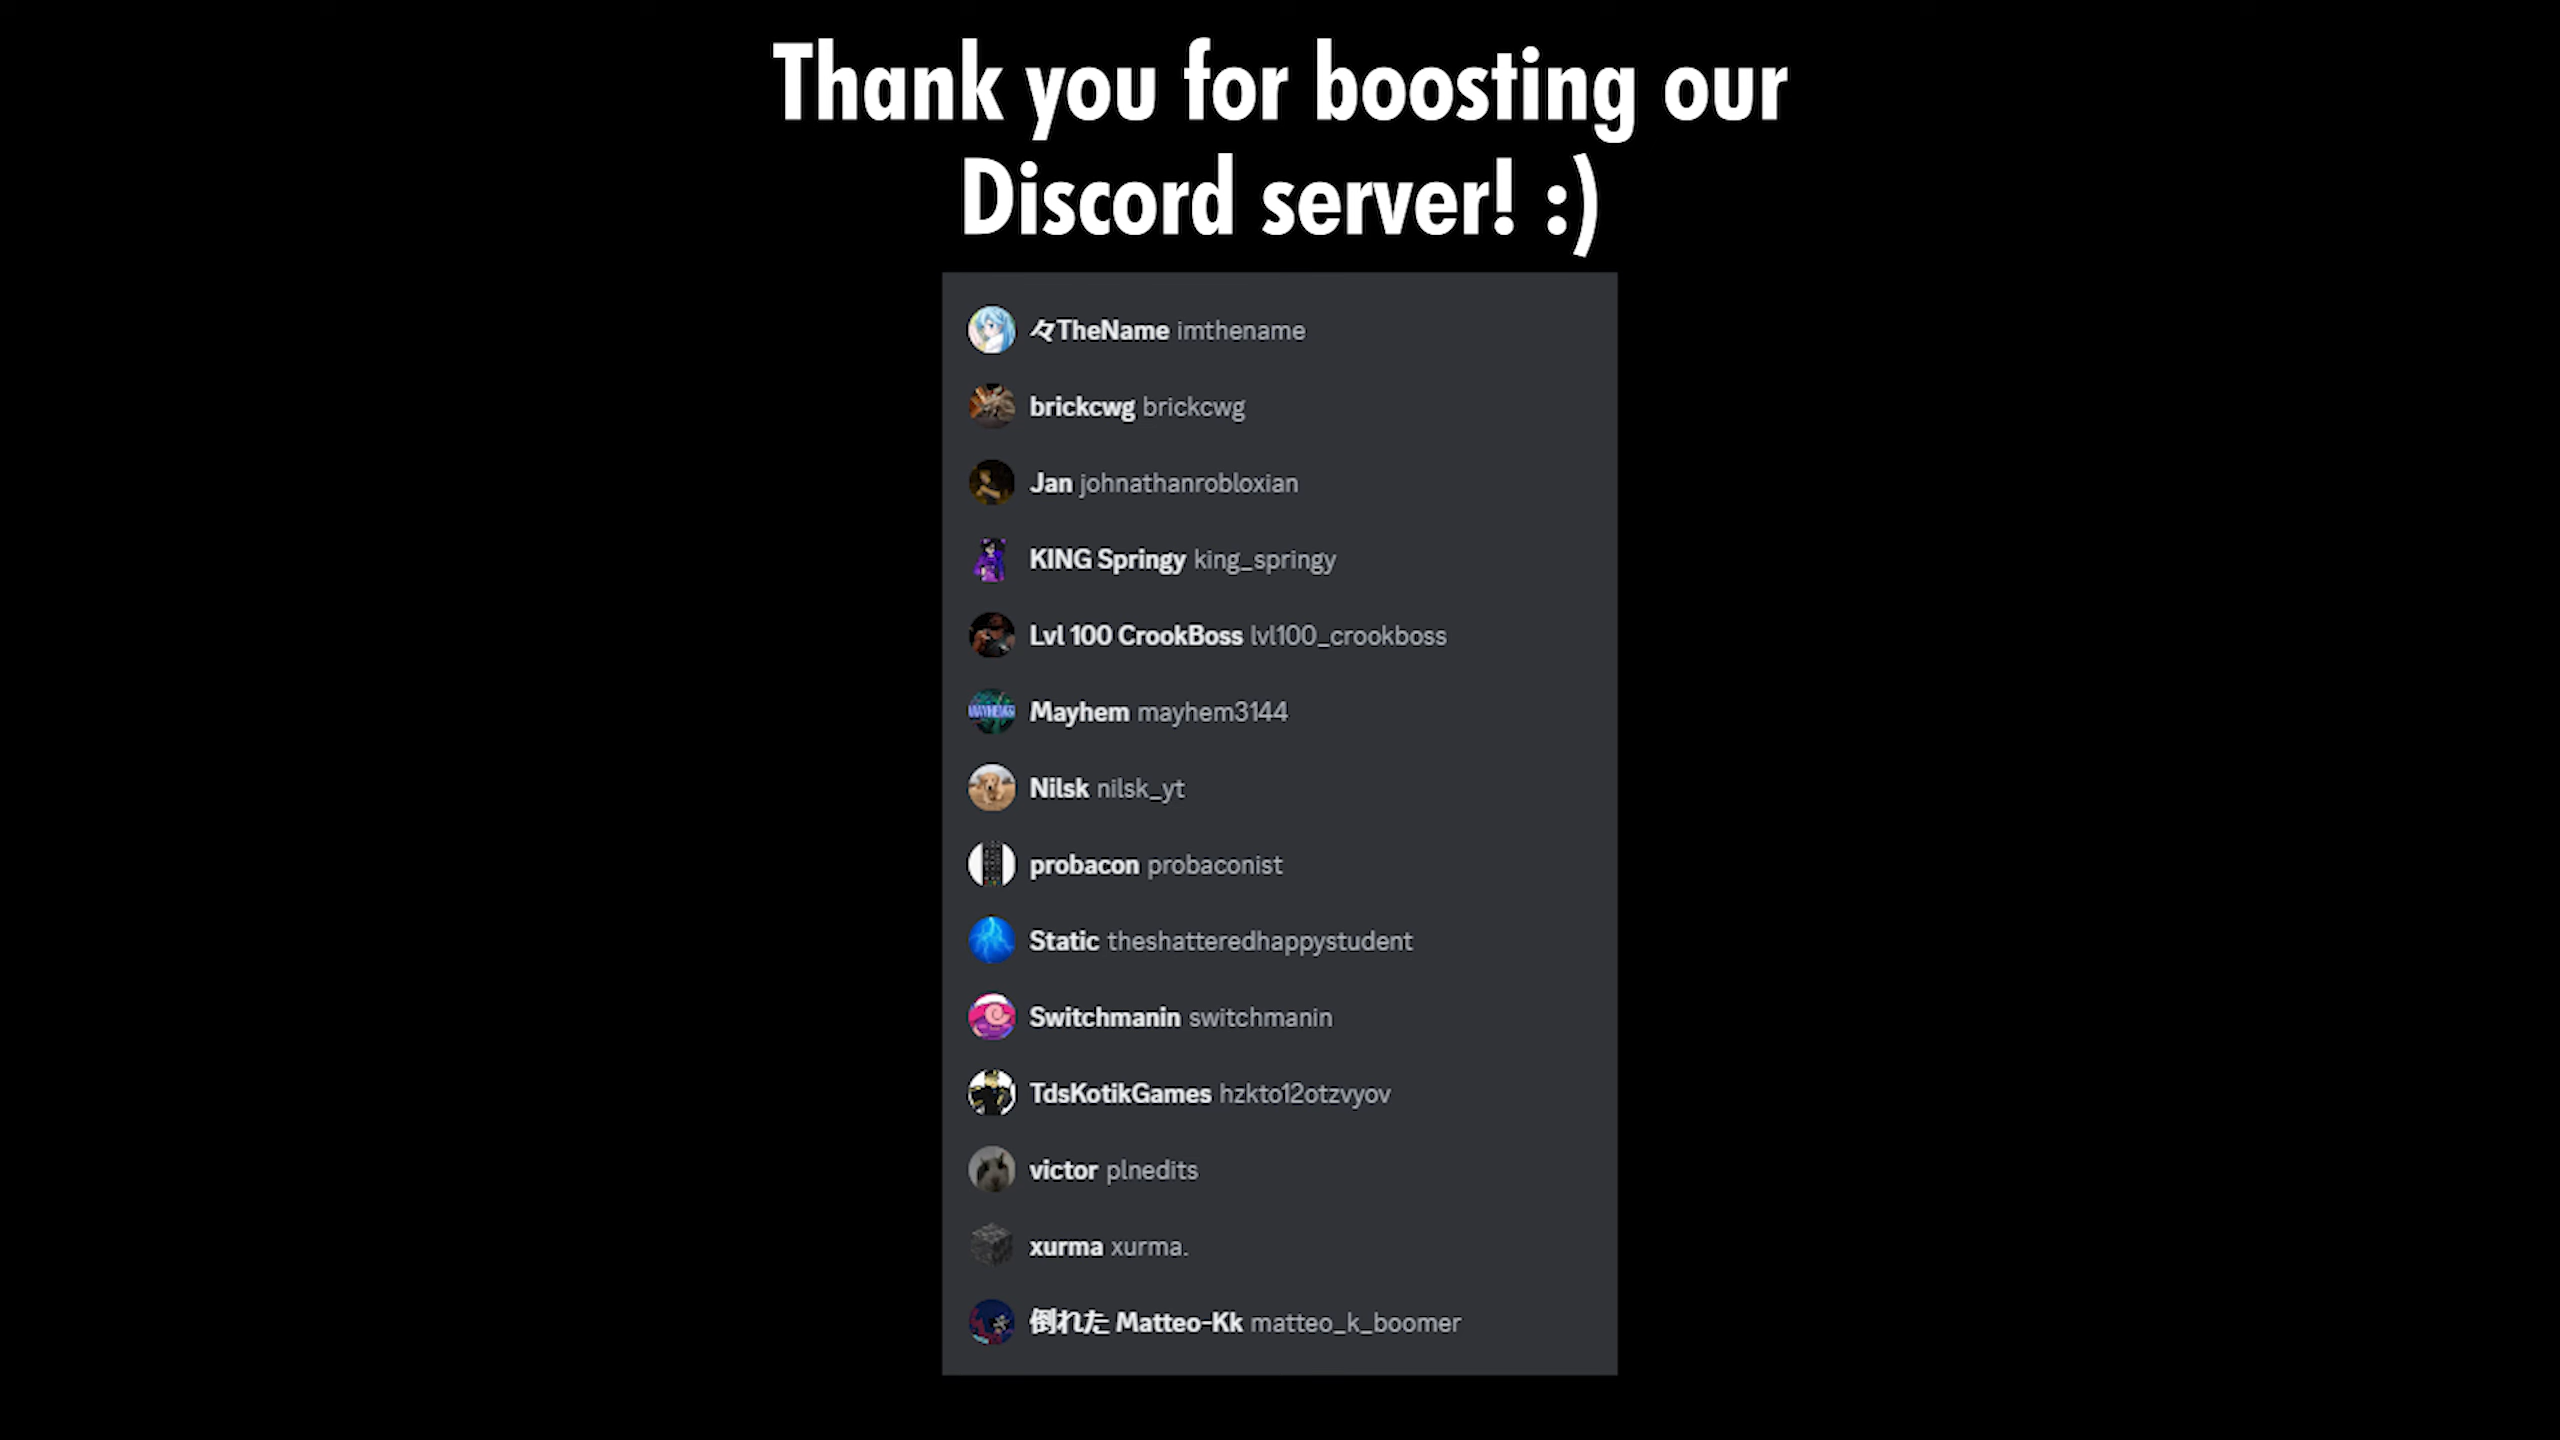 Thank you for boosting our
Discord server! :)
々TheName imthename
brickcwg brickcwg
Jan johnathanrobloxian
KING Springy king_springy
Lvl 100 CrookBoss lvl100_crookboss
Mayhem mayhem3144
Nilsk nilsk_yt
probacon probaconist
Static theshatteredhappystudent
Switchmanin switchmanin
TdsKotikGames hzkto12otzvyov
victor plnedits
xurma xurma.
倒れた Matteo-Kk matteo_k_boomer